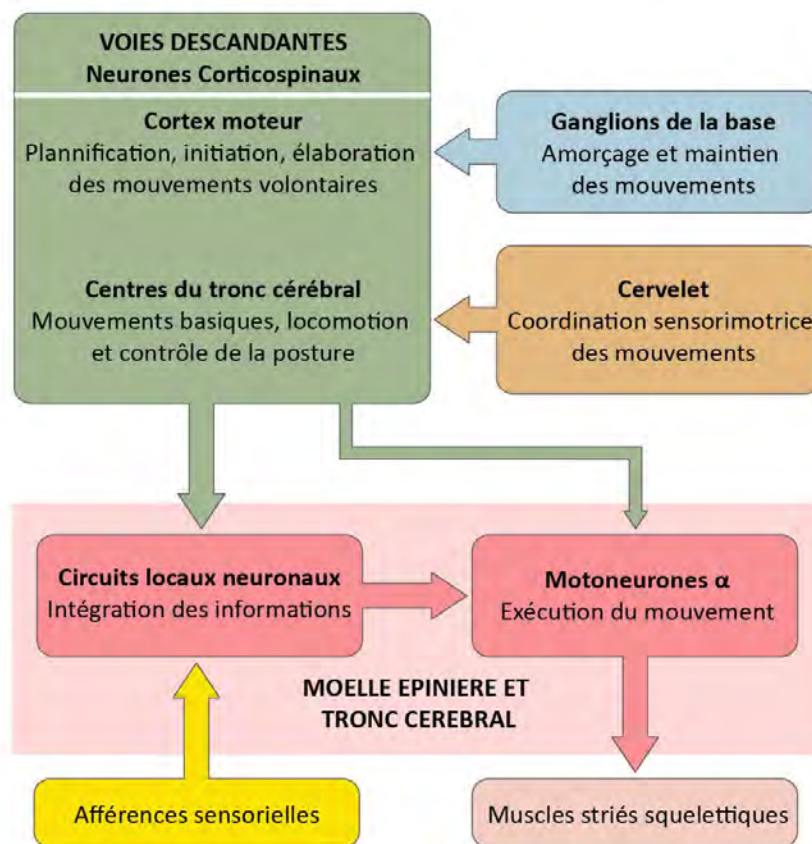 VOIES DESCANDANTES
Neurones Corticospinaux
Cortex moteur
Plannification, initiation, élaboration
des mouvements volontaires
Ganglions de la base
Amorçage et maintien
des mouvements
Centres du tronc cérébral
Mouvements basiques, locomotion
et contrôle de la posture
Cervelet
Coordination sensorimotrice
des mouvements
Circuits locaux neuronaux
Intégration des informations
Motoneurones α
Exécution du mouvement
MOELLE EPINIERE ET
TRONC CEREBRAL
Afférences sensorielles
Muscles striés squelettiques